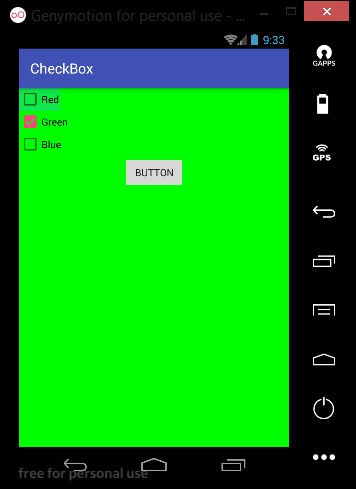 Genymotion for personal use - ...
9:33
GAPPS
CheckBox
Red
Green
Blue
GPS
BUTTON
free for personal use